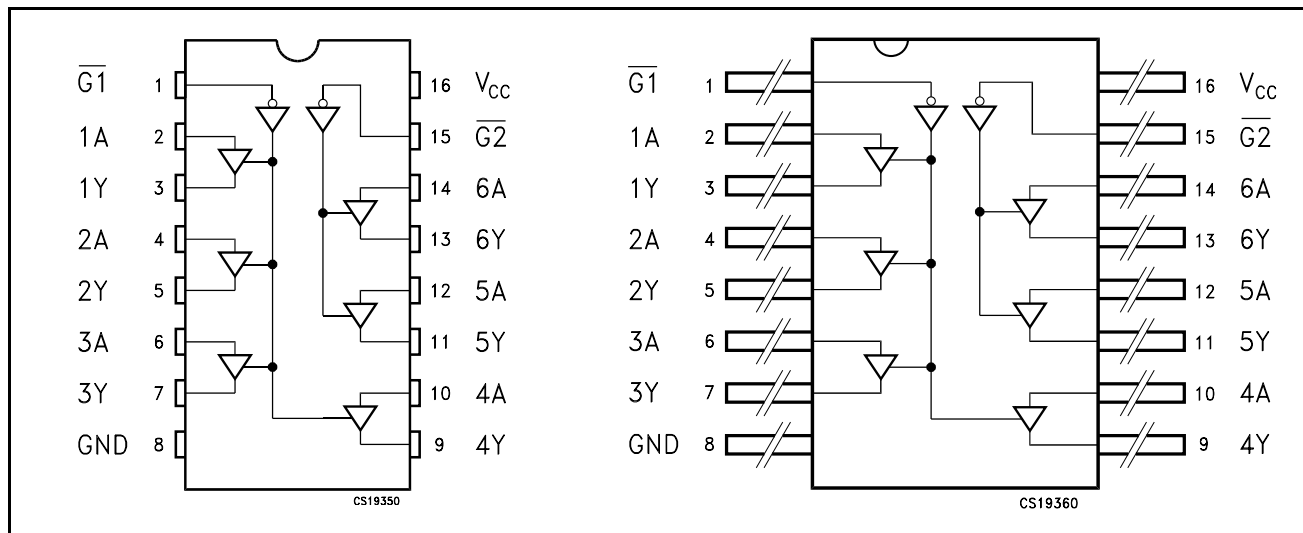 G1 1 16 VCC
1A 2 15 G2
1Y 3 14 6A
2A 4 13 6Y
2Y 5 12 5A
3A 6 11 5Y
3Y 7 10 4A
GND 8 9 4Y
CS19350
G1 1 16 VCC
1A 2 15 G2
1Y 3 14 6A
2A 4 13 6Y
2Y 5 12 5A
3A 6 11 5Y
3Y 7 10 4A
GND 8 9 4Y
CS19360